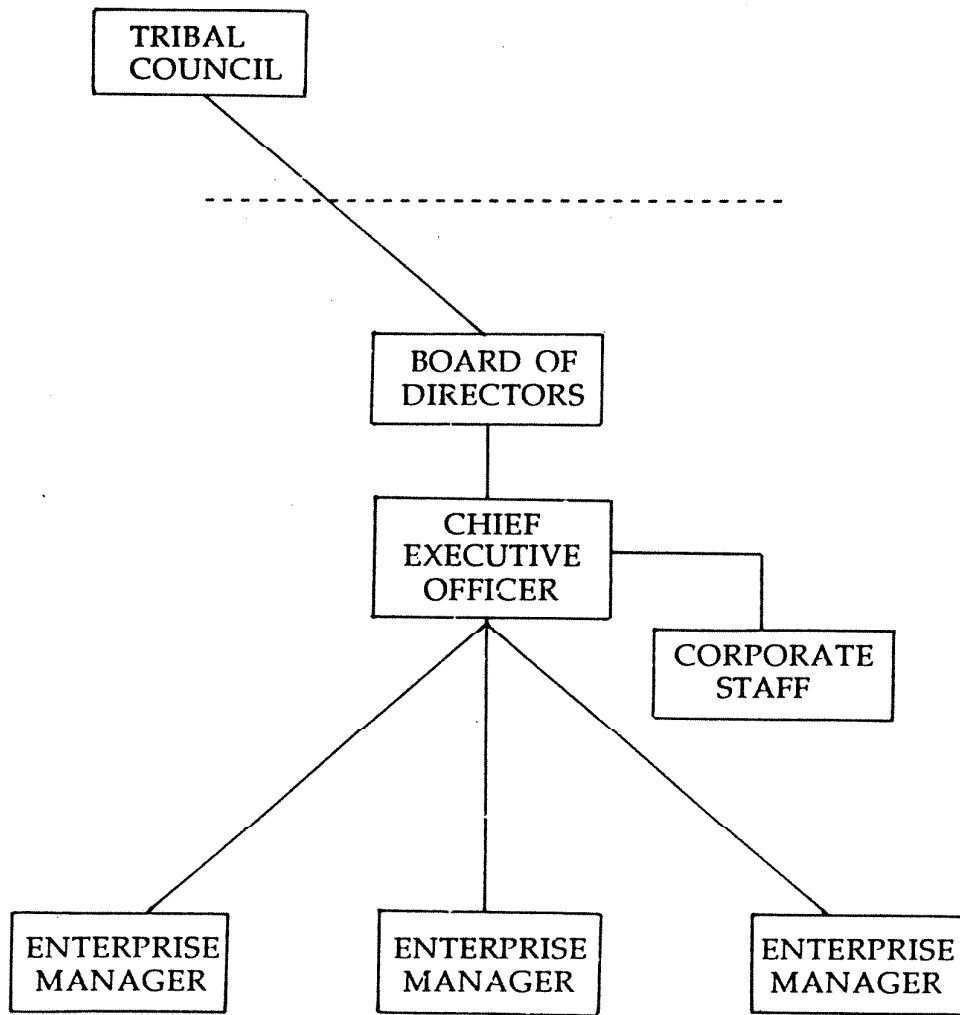 TRIBAL
COUNCIL
BOARD OF
DIRECTORS
CHIEF
EXECUTIVE
OFFICER
CORPORATE
STAFF
ENTERPRISE
MANAGER
ENTERPRISE
MANAGER
ENTERPRISE
MANAGER